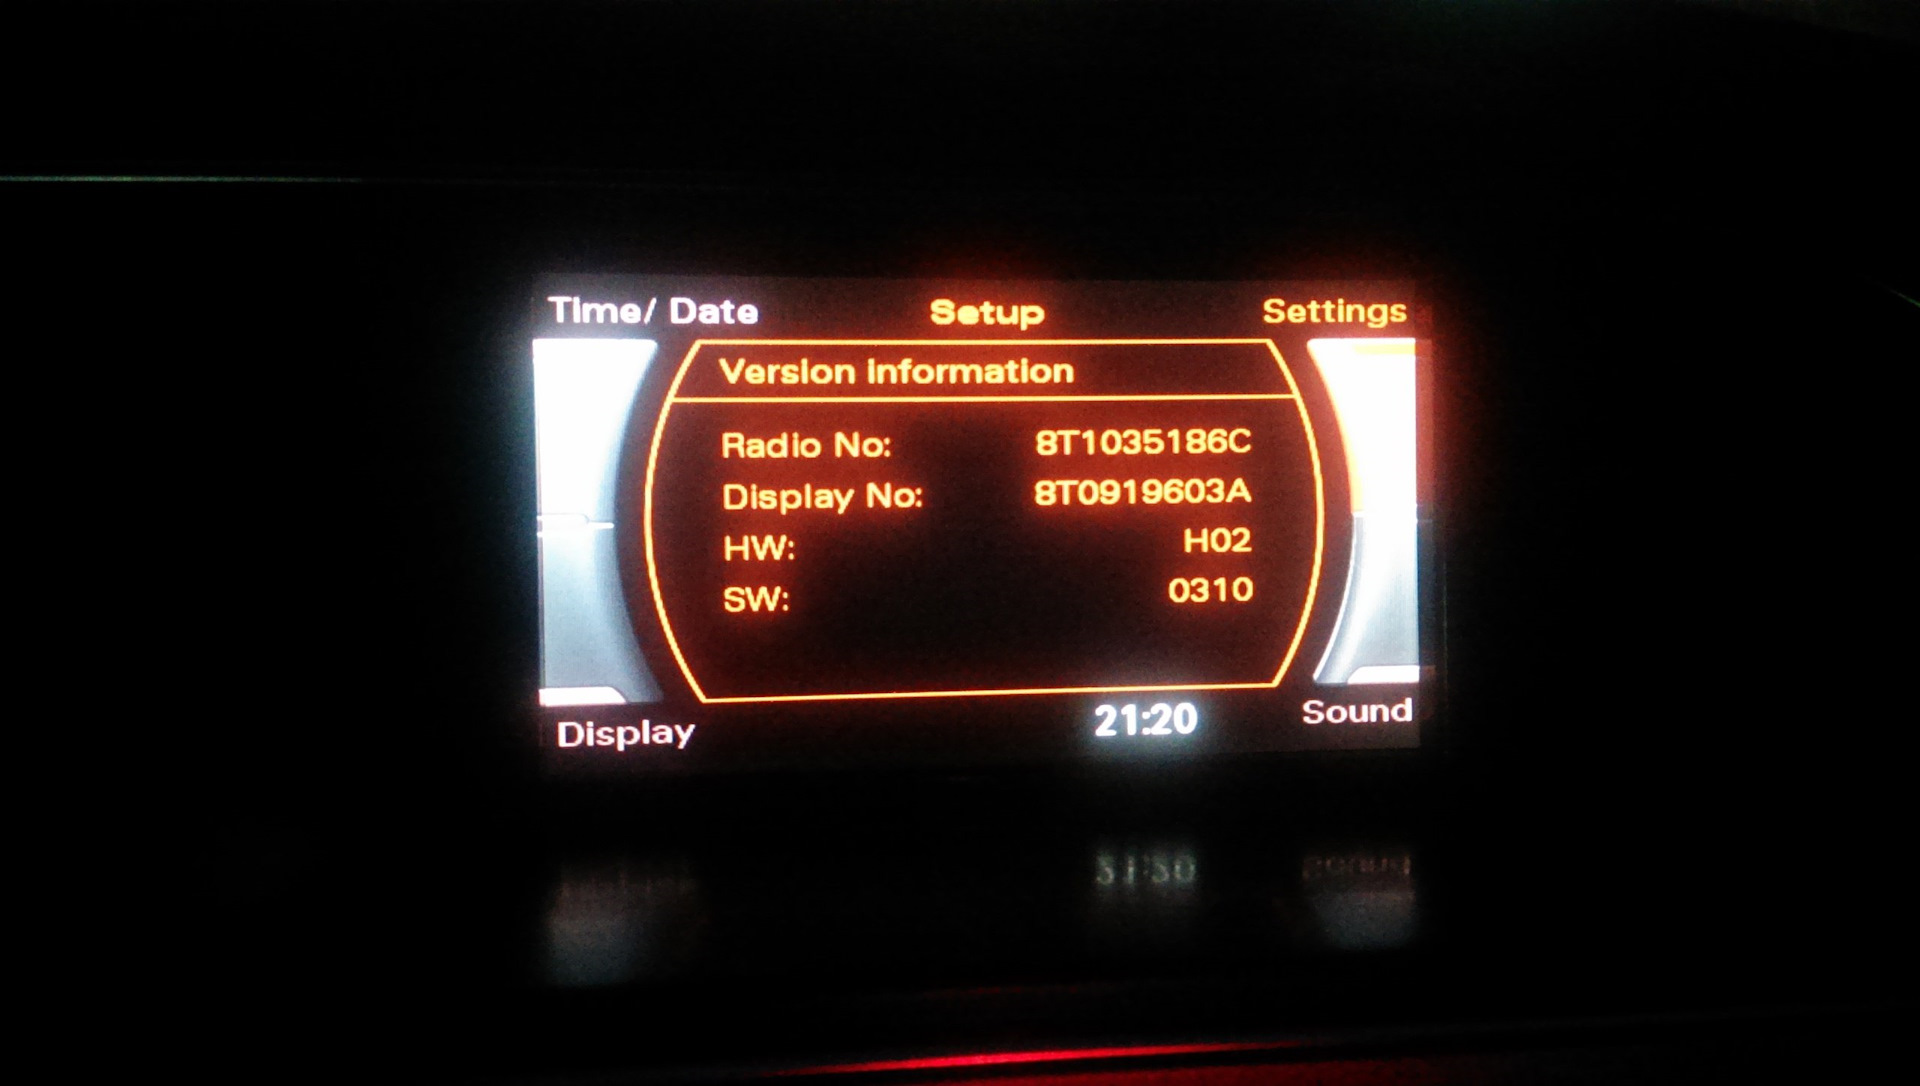 Time/ Date Setup Settings
Version Information
Radio No: 8T1035186C
Display No: 8T0919603A
HW: H02
SW: 0310
Display 21:20 Sound